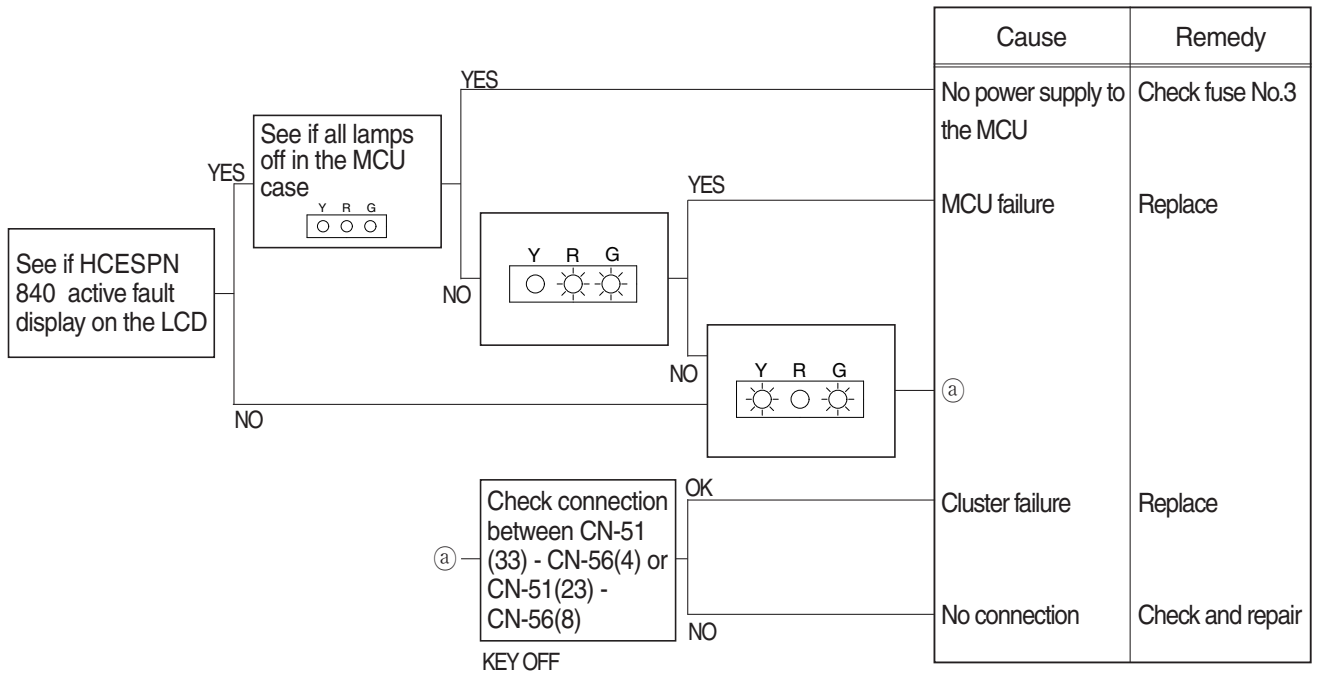 Cause
Remedy
YES
No power supply to
the MCU
Check fuse No.3
See if all lamps
off in the MCU
case
Y R G
YES
YES
MCU failure
Replace
See if HCESPN
840 active fault
display on the LCD
Y R G
NO
NO
Y R G
ⓐ
NO
Check connection
between CN-51
(33) - CN-56(4) or
CN-51(23) -
CN-56(8)
ⓐ
OK
Cluster failure
Replace
No connection
Check and repair
NO
KEY OFF